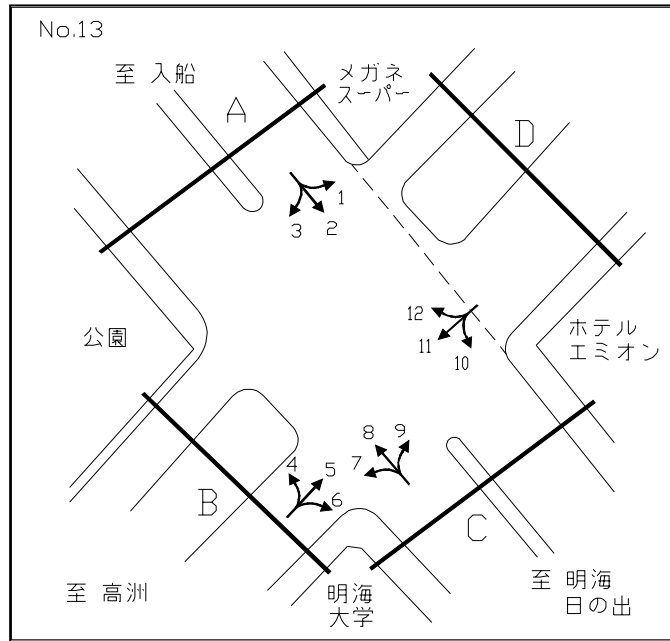 No.13
至 入船
メガネ
スーパー
A
D
1
2
3
12
11
10
公園
ホテル
エミオン
8
9
7
4
5
6
B
C
至 高洲
明海
大学
至 明海
日の出